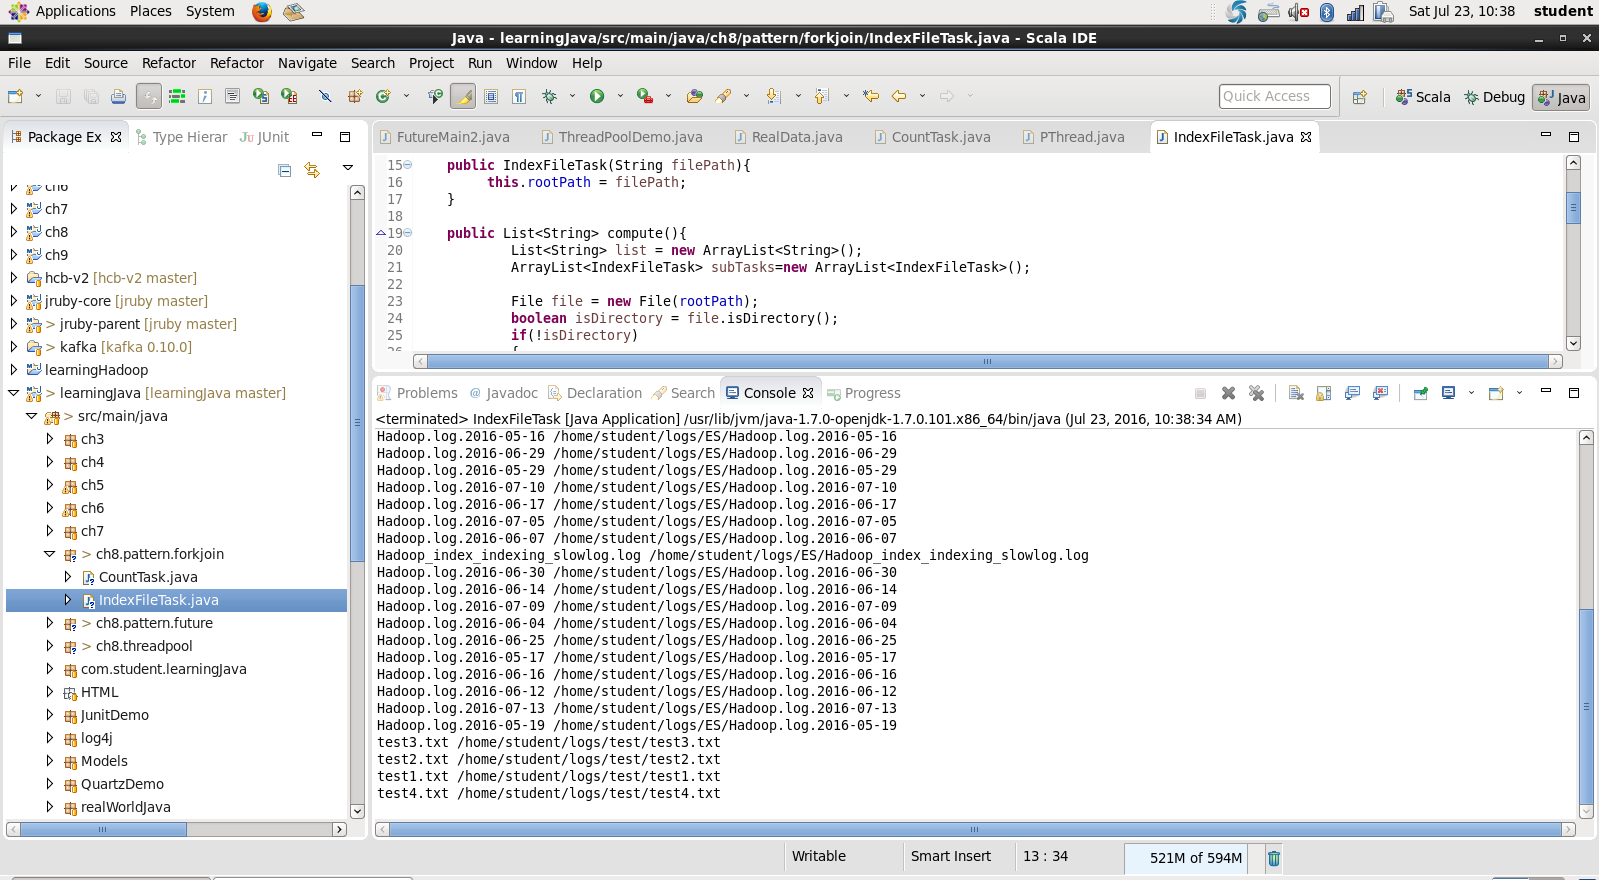 Applications Places System Sat Jul 23, 10:38 student
Java - learningJava/src/main/java/ch8/pattern/forkjoin/IndexFileTask.java - Scala IDE
File Edit Source Refactor Refactor Navigate Search Project Run Window Help
Quick Access Scala Debug Java
Package Ex Type Hierar JUnit
ch6
ch7
ch8
ch9
hcb-v2 [hcb-v2 master]
jruby-core [jruby master]
> jruby-parent [jruby master]
> kafka [kafka 0.10.0]
learningHadoop
> learningJava [learningJava master]
> src/main/java
ch3
ch4
ch5
ch6
ch7
> ch8.pattern.forkjoin
CountTask.java
IndexFileTask.java
> ch8.pattern.future
> ch8.threadpool
com.student.learningJava
HTML
JunitDemo
log4j
Models
QuartzDemo
realWorldJava
FutureMain2.java ThreadPoolDemo.java RealData.java CountTask.java PThread.java IndexFileTask.java
15 public IndexFileTask(String filePath){
16 this.rootPath = filePath;
17 }
18
19 public List<String> compute(){
20 List<String> list = new ArrayList<String>();
21 ArrayList<IndexFileTask> subTasks=new ArrayList<IndexFileTask>();
22
23 File file = new File(rootPath);
24 boolean isDirectory = file.isDirectory();
25 if(!isDirectory)
26 {
Problems @ Javadoc Declaration Search Console Progress
<terminated> IndexFileTask [Java Application] /usr/lib/jvm/java-1.7.0-openjdk-1.7.0.101.x86_64/bin/java (Jul 23, 2016, 10:38:34 AM)
Hadoop.log.2016-05-16 /home/student/logs/ES/Hadoop.log.2016-05-16
Hadoop.log.2016-06-29 /home/student/logs/ES/Hadoop.log.2016-06-29
Hadoop.log.2016-05-29 /home/student/logs/ES/Hadoop.log.2016-05-29
Hadoop.log.2016-07-10 /home/student/logs/ES/Hadoop.log.2016-07-10
Hadoop.log.2016-06-17 /home/student/logs/ES/Hadoop.log.2016-06-17
Hadoop.log.2016-07-05 /home/student/logs/ES/Hadoop.log.2016-07-05
Hadoop.log.2016-06-07 /home/student/logs/ES/Hadoop.log.2016-06-07
Hadoop_index_indexing_slowlog.log /home/student/logs/ES/Hadoop_index_indexing_slowlog.log
Hadoop.log.2016-06-30 /home/student/logs/ES/Hadoop.log.2016-06-30
Hadoop.log.2016-06-14 /home/student/logs/ES/Hadoop.log.2016-06-14
Hadoop.log.2016-07-09 /home/student/logs/ES/Hadoop.log.2016-07-09
Hadoop.log.2016-06-04 /home/student/logs/ES/Hadoop.log.2016-06-04
Hadoop.log.2016-06-25 /home/student/logs/ES/Hadoop.log.2016-06-25
Hadoop.log.2016-05-17 /home/student/logs/ES/Hadoop.log.2016-05-17
Hadoop.log.2016-06-16 /home/student/logs/ES/Hadoop.log.2016-06-16
Hadoop.log.2016-06-12 /home/student/logs/ES/Hadoop.log.2016-06-12
Hadoop.log.2016-07-13 /home/student/logs/ES/Hadoop.log.2016-07-13
Hadoop.log.2016-05-19 /home/student/logs/ES/Hadoop.log.2016-05-19
test3.txt /home/student/logs/test/test3.txt
test2.txt /home/student/logs/test/test2.txt
test1.txt /home/student/logs/test/test1.txt
test4.txt /home/student/logs/test/test4.txt
Writable Smart Insert 13 : 34 521M of 594M